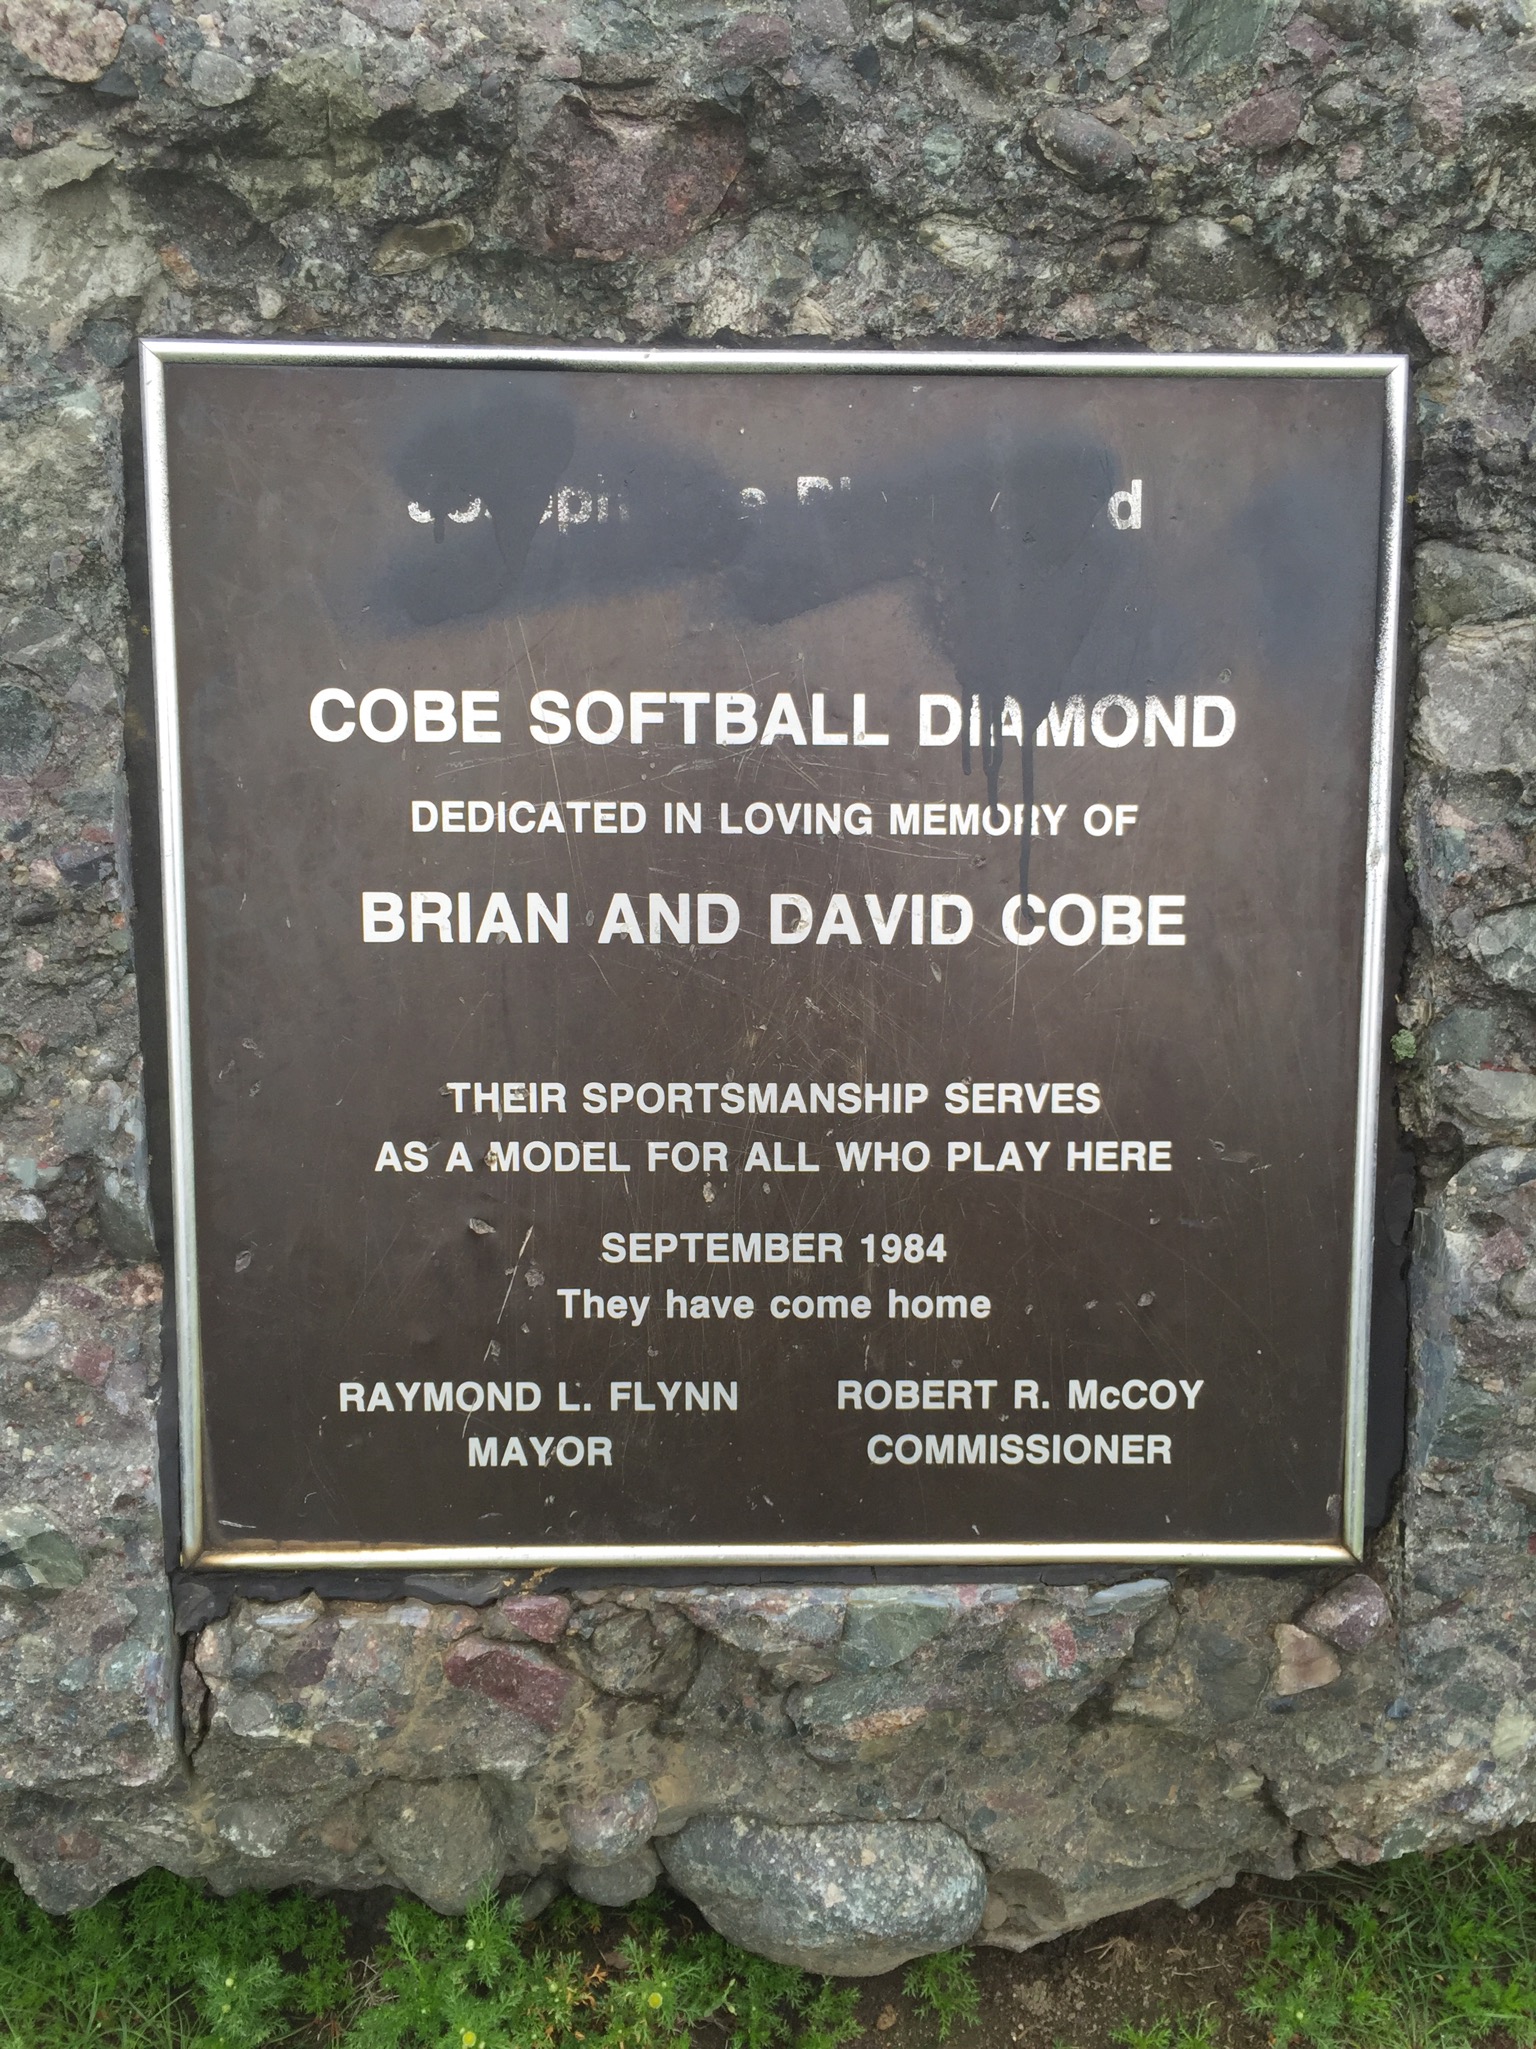 COBE SOFTBALL DIAMOND
DEDICATED IN LOVING MEMORY OF
BRIAN AND DAVID COBE
THEIR SPORTSMANSHIP SERVES
AS A MODEL FOR ALL WHO PLAY HERE
SEPTEMBER 1984
They have come home
RAYMOND L. FLYNN ROBERT R. McCOY
MAYOR COMMISSIONER